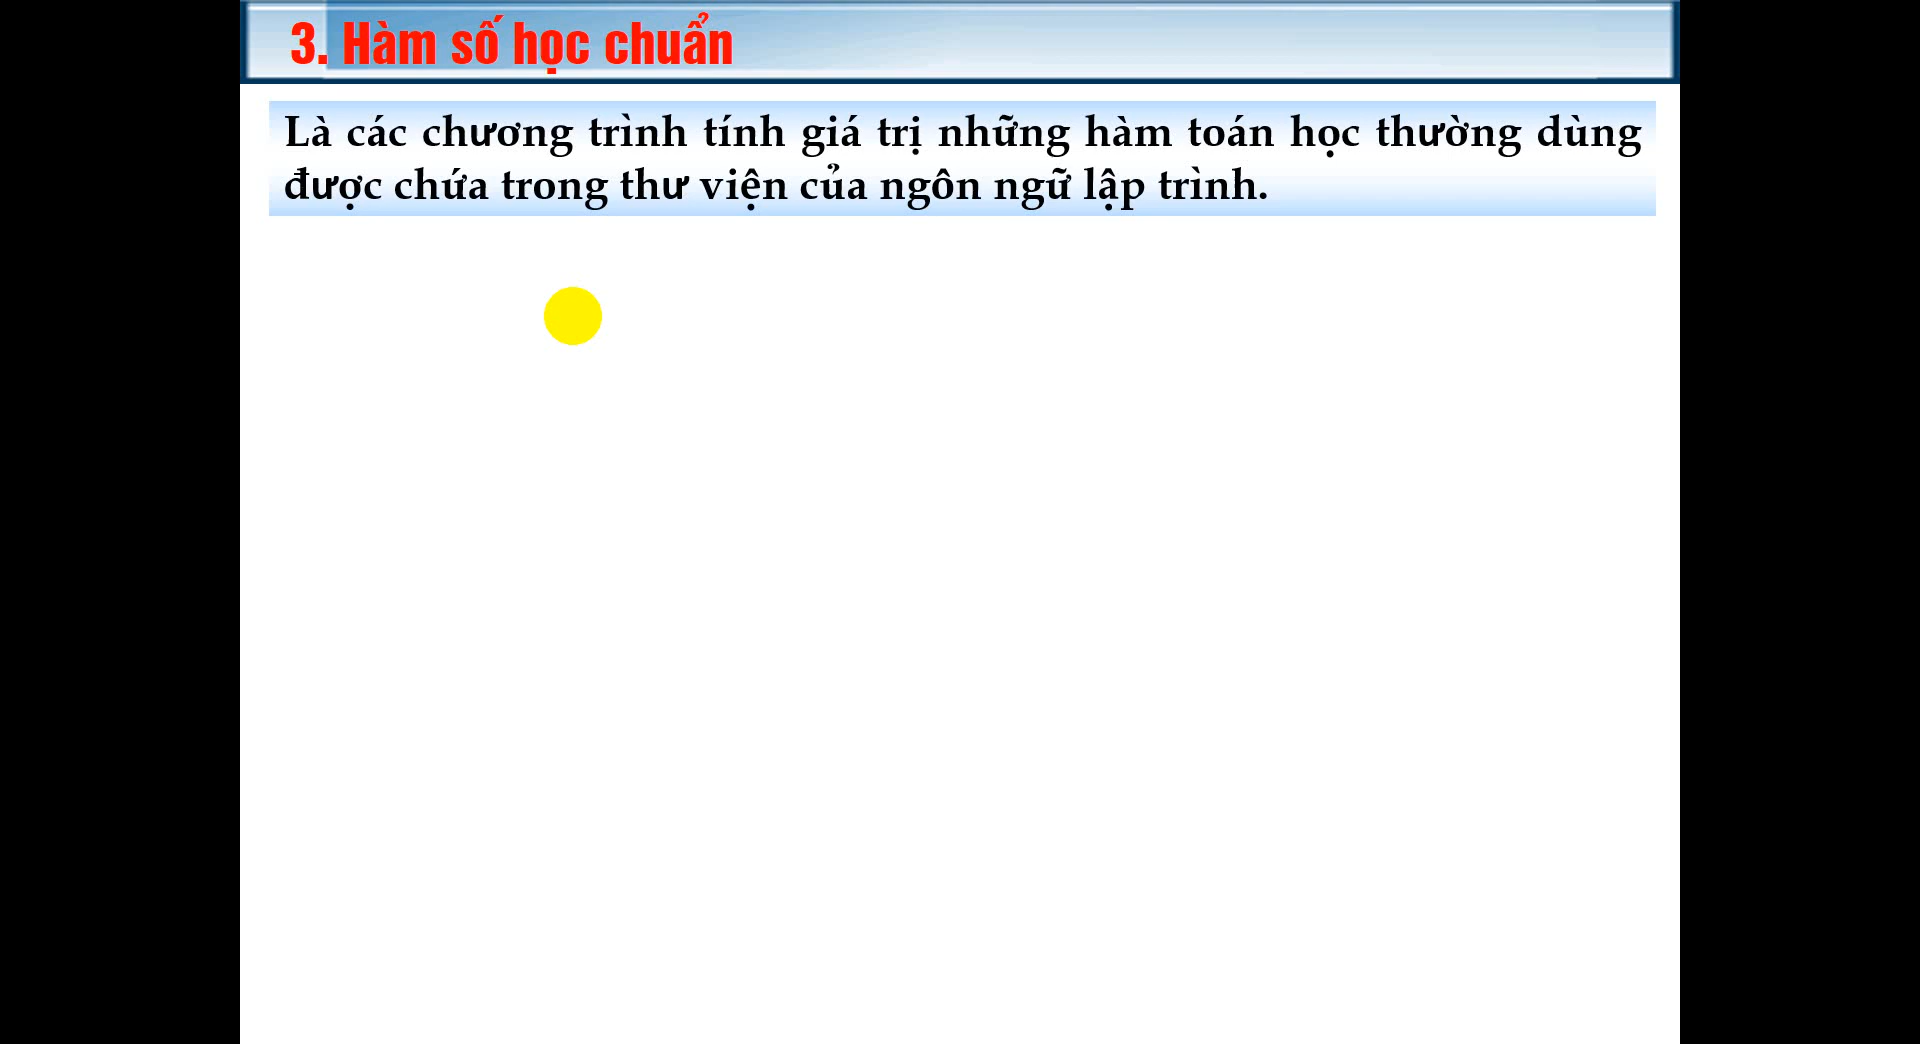 3. Hàm số học chuẩn
Là các chương trình tính giá trị những hàm toán học thường dùng
được chứa trong thư viện của ngôn ngữ lập trình.